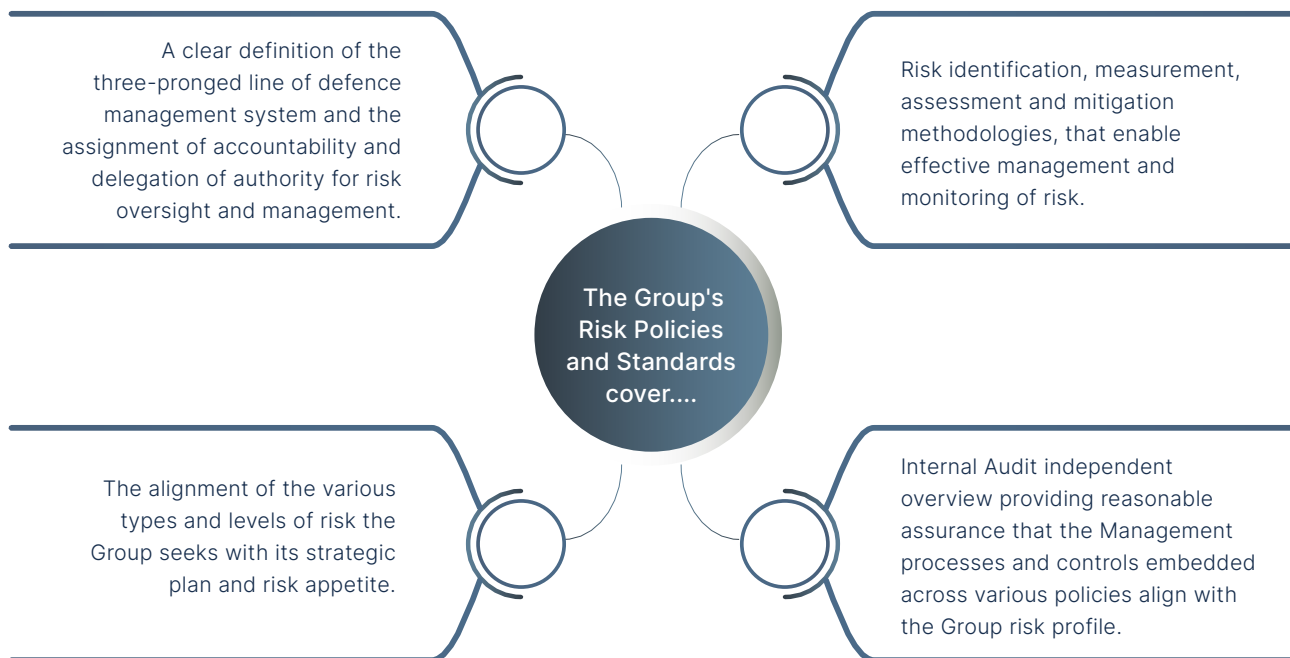 A clear definition of the
three-pronged line of defence
management system and the
assignment of accountability and
delegation of authority for risk
oversight and management.
Risk identification, measurement,
assessment and mitigation
methodologies, that enable
effective management and
monitoring of risk.
The Group's
Risk Policies
and Standards
cover....
The alignment of the various
types and levels of risk the
Group seeks with its strategic
plan and risk appetite.
Internal Audit independent
overview providing reasonable
assurance that the Management
processes and controls embedded
across various policies align with
the Group risk profile.